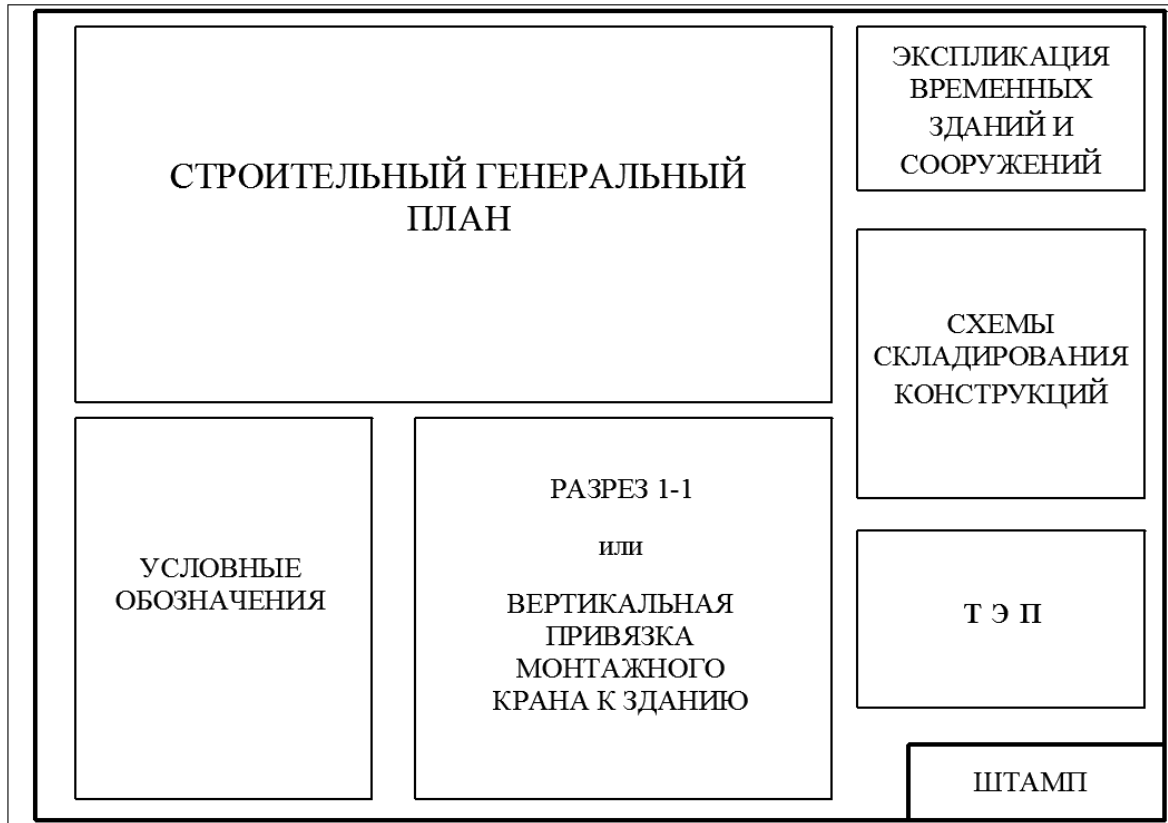 СТРОИТЕЛЬНЫЙ ГЕНЕРАЛЬНЫЙ
ПЛАН
ЭКСПЛИКАЦИЯ
ВРЕМЕННЫХ
ЗДАНИЙ И
СООРУЖЕНИЙ
СХЕМЫ
СКЛАДИРОВАНИЯ
КОНСТРУКЦИЙ
УСЛОВНЫЕ
ОБОЗНАЧЕНИЯ
РАЗРЕЗ 1-1
или
ВЕРТИКАЛЬНАЯ
ПРИВЯЗКА
МОНТАЖНОГО
КРАНА К ЗДАНИЮ
Т Э П
ШТАМП